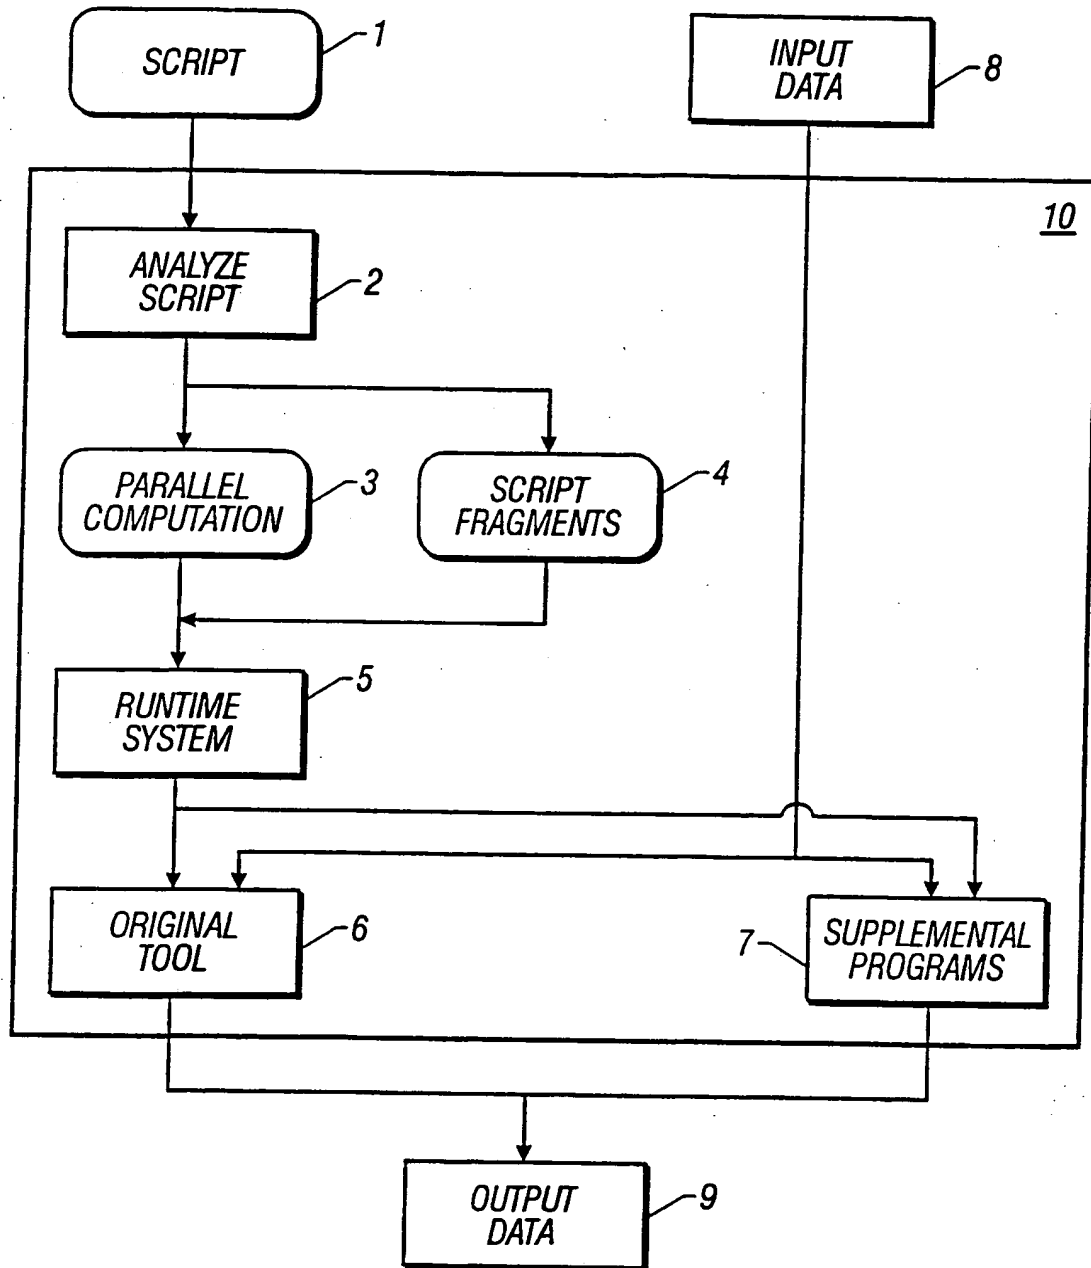 SCRIPT
1
INPUT
DATA
8
10
ANALYZE
SCRIPT
2
PARALLEL
COMPUTATION
3
SCRIPT
FRAGMENTS
4
RUNTIME
SYSTEM
5
ORIGINAL
TOOL
6
7
SUPPLEMENTAL
PROGRAMS
OUTPUT
DATA
9